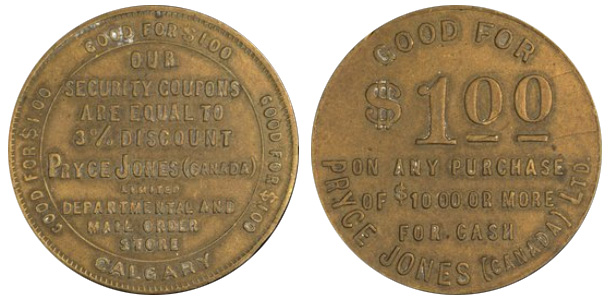 GOOD FOR $1.00
GOOD FOR $1.00
GOOD FOR $1.00
OUR
SECURITY COUPONS
ARE EQUAL TO
3% DISCOUNT
PRYCE JONES (CANADA)
LIMITED
DEPARTMENTAL AND
MAIL ORDER
STORE
CALGARY
GOOD FOR
$1.00
ON ANY PURCHASE
OF $10.00 OR MORE
FOR CASH
PRYCE JONES (CANADA) LTD.